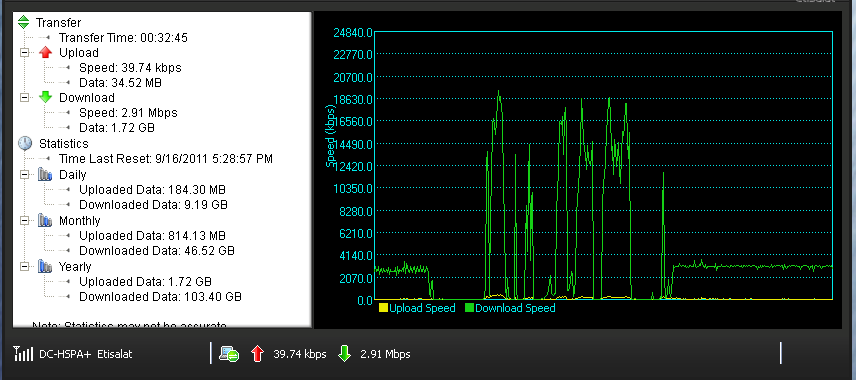 Etisalat
Transfer
Transfer Time: 00:32:45
Upload
Speed: 39.74 kbps
Data: 34.52 MB
Download
Speed: 2.91 Mbps
Data: 1.72 GB
Statistics
Time Last Reset: 9/16/2011 5:28:57 PM
Daily
Uploaded Data: 184.30 MB
Downloaded Data: 9.19 GB
Monthly
Uploaded Data: 814.13 MB
Downloaded Data: 46.52 GB
Yearly
Uploaded Data: 1.72 GB
Downloaded Data: 103.40 GB
Note: Statistics may not be accurate
Speed (kbps)
24840.0
22770.0
20700.0
18630.0
16560.0
14490.0
12420.0
10350.0
8280.0
6210.0
4140.0
2070.0
0.0
Upload Speed Download Speed
DC-HSPA+ Etisalat 39.74 kbps 2.91 Mbps